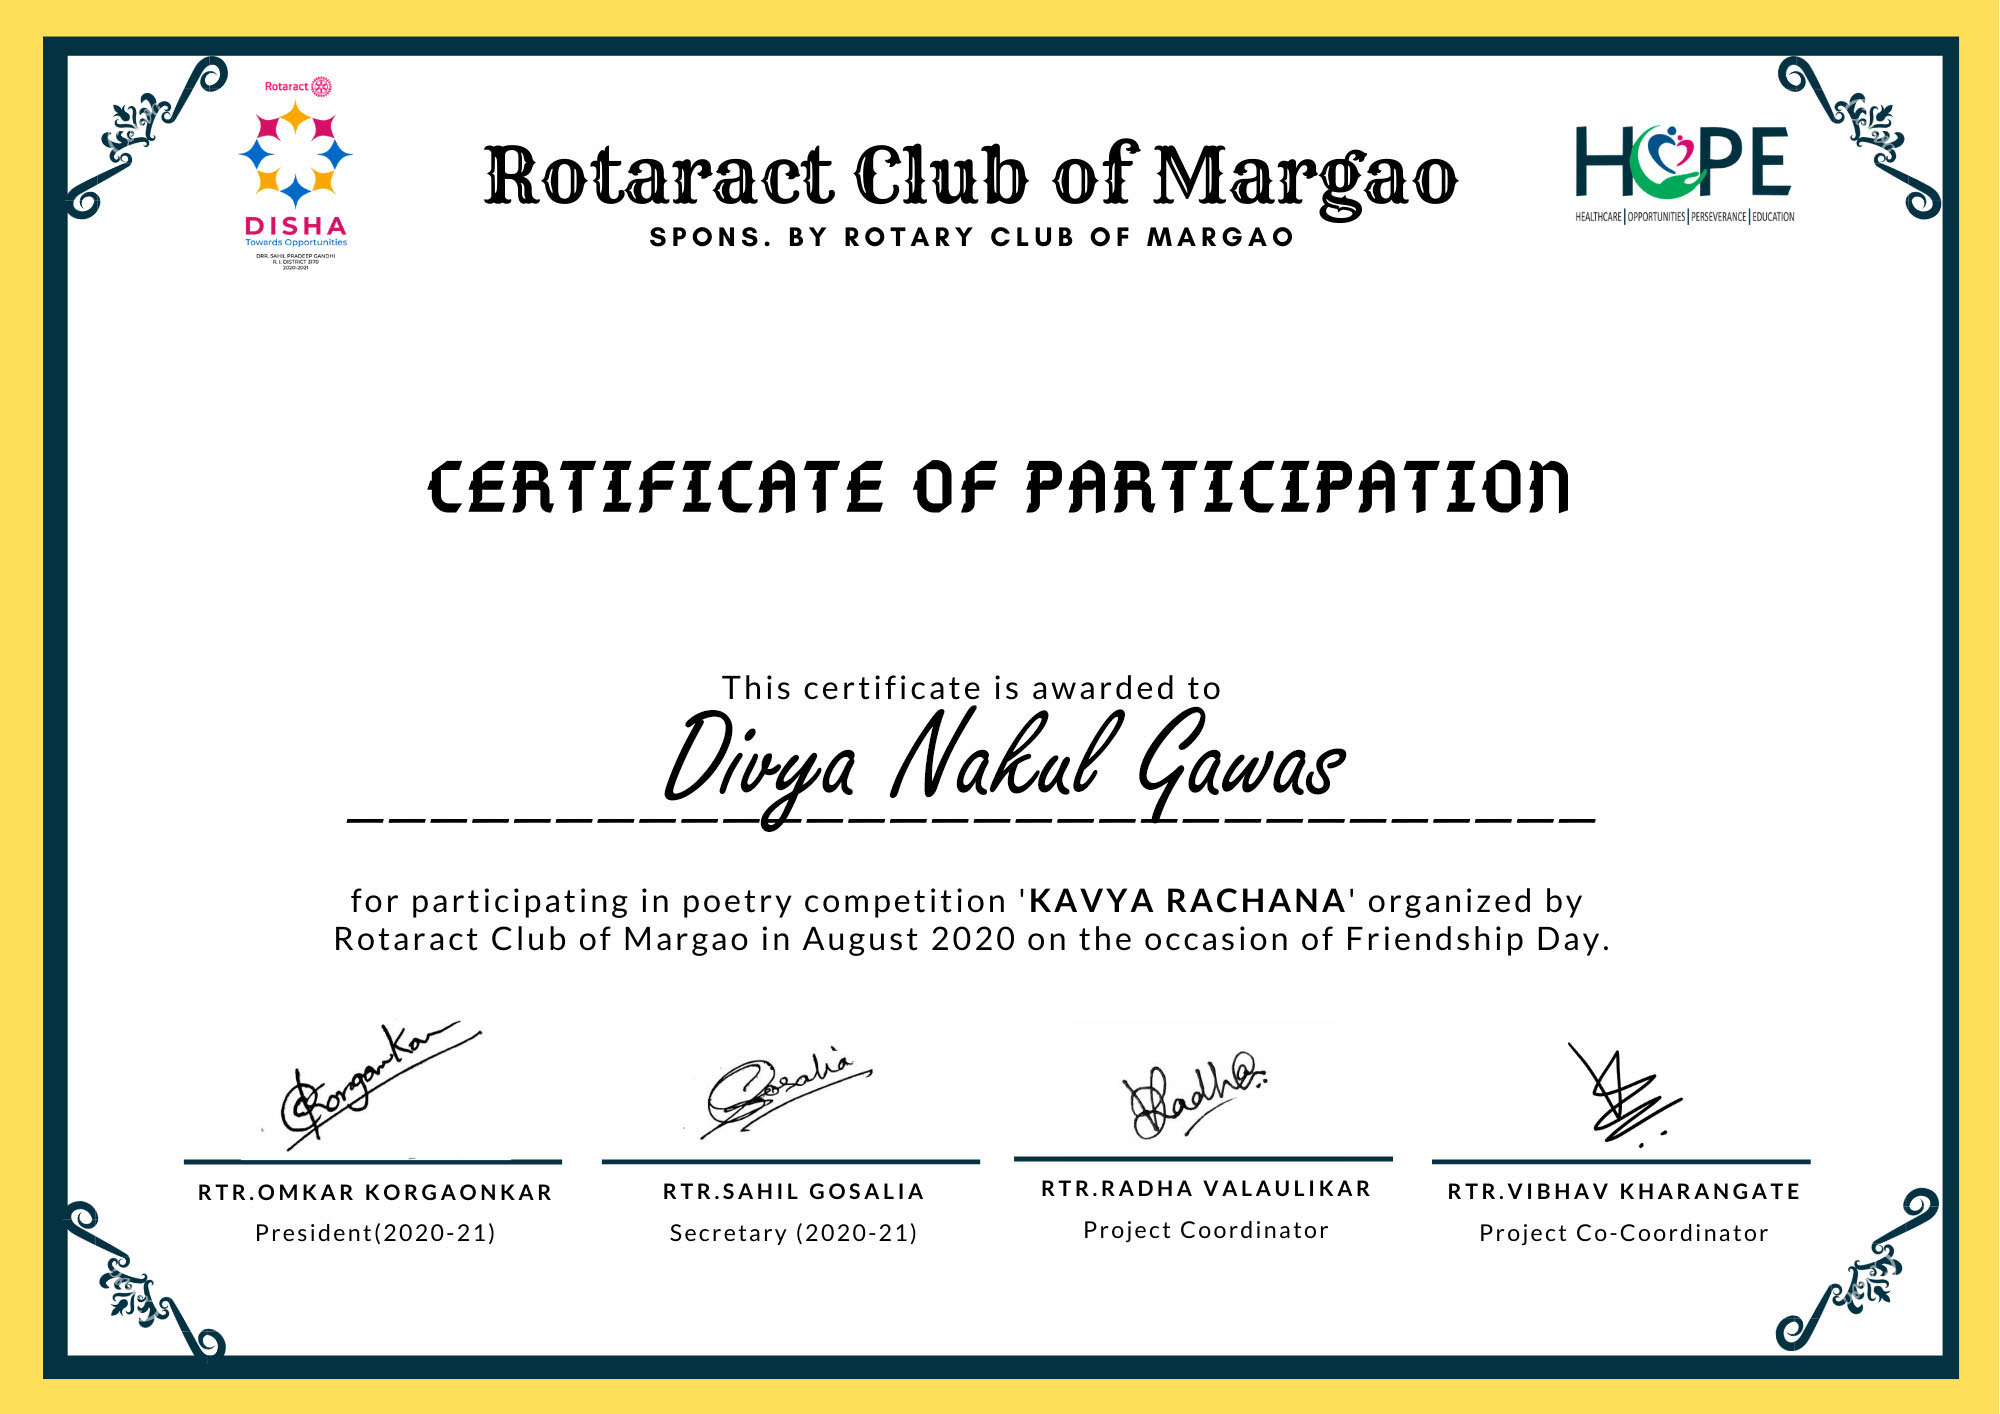 Rotaract
DISHA
Towards Opportunities
DRR. SAHIL PRADEEP GANDHI
R. I. DISTRICT 3170
2020-2021
Rotaract Club of Margao
SPONS. BY ROTARY CLUB OF MARGAO
HOPE
HEALTHCARE|OPPORTUNITIES|PERSEVERANCE|EDUCATION
CERTIFICATE OF PARTICIPATION
This certificate is awarded to
Divya Nakul Gawas
for participating in poetry competition 'KAVYA RACHANA' organized by
Rotaract Club of Margao in August 2020 on the occasion of Friendship Day.
Korgaonkar
Gosalia
Radha
RTR.OMKAR KORGAONKAR
President(2020-21)
RTR.SAHIL GOSALIA
Secretary (2020-21)
RTR.RADHA VALAULIKAR
Project Coordinator
RTR.VIBHAV KHARANGATE
Project Co-Coordinator